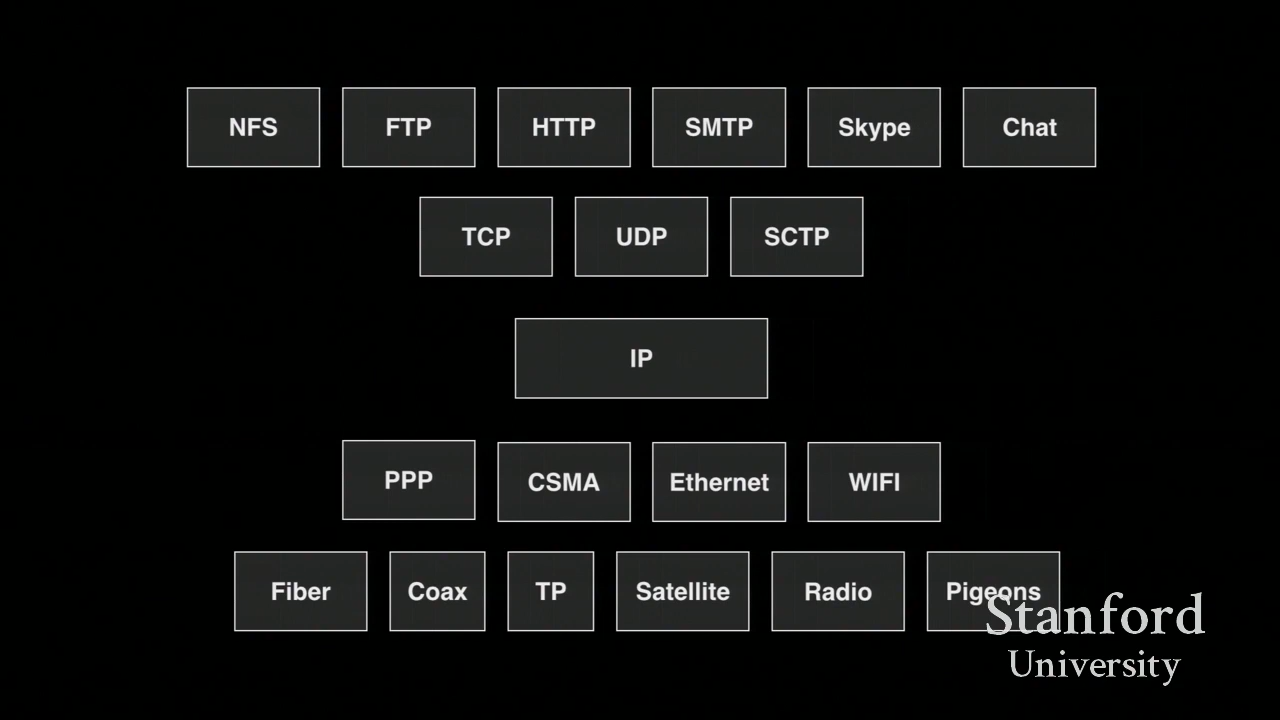 NFS FTP HTTP SMTP Skype Chat
TCP UDP SCTP
IP
PPP CSMA Ethernet WIFI
Fiber Coax TP Satellite Radio Pigeons
Stanford
University